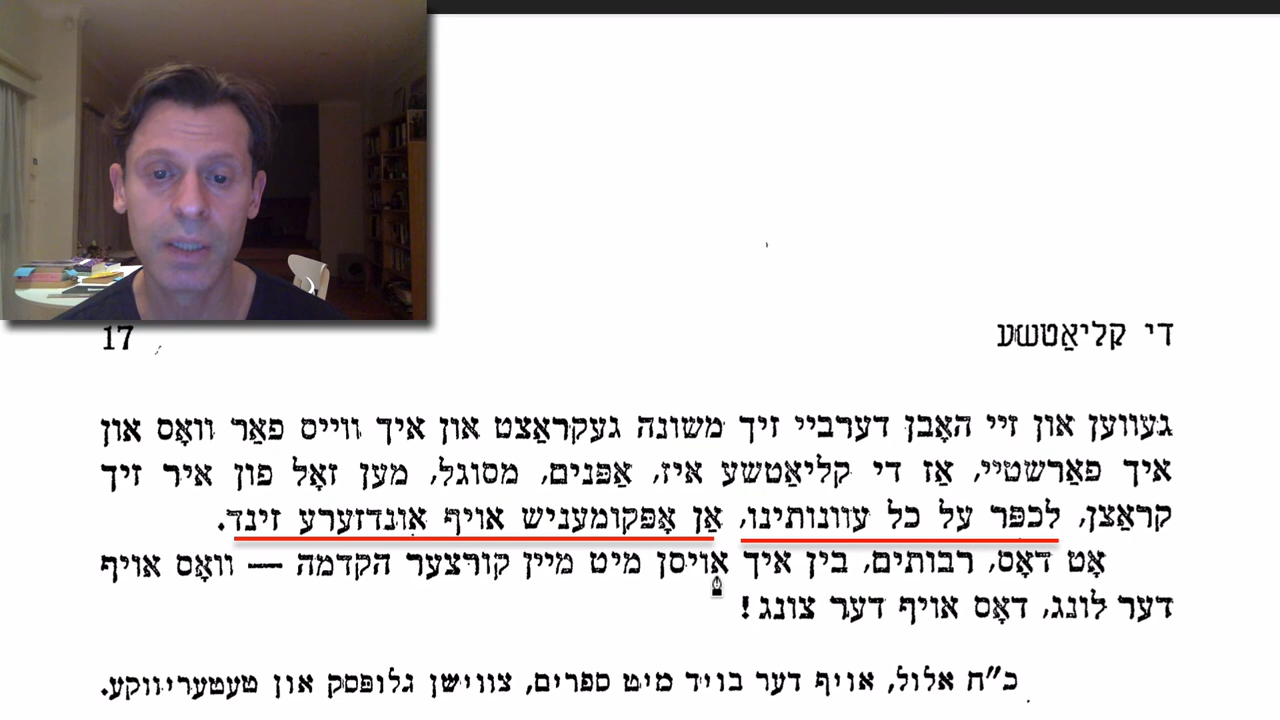 די קליאַטשע 17
געווען און זיי האָבן דערביי זיך משונה געקראַצט און איך ווייס פאַר וואָס און
איך פאַרשטיי, אַז די קליאַטשע איז, אַפּנים, מסוגל, מען זאָל פון איר זיך
קראַצן, לכפּר על כל עוונותינו, אַן אָפּקומעניש אויף אונדזערע זינד.
אָט דאָס, רבותים, בין איך אויסן מיט מיין קורצער הקדמה — וואָס אויף
דער לונג, דאָס אויף דער צונג!
כ״ח אלול, אויף דער בויד מיט ספרים, צווישן גלופּסק און טעטעריווקע.